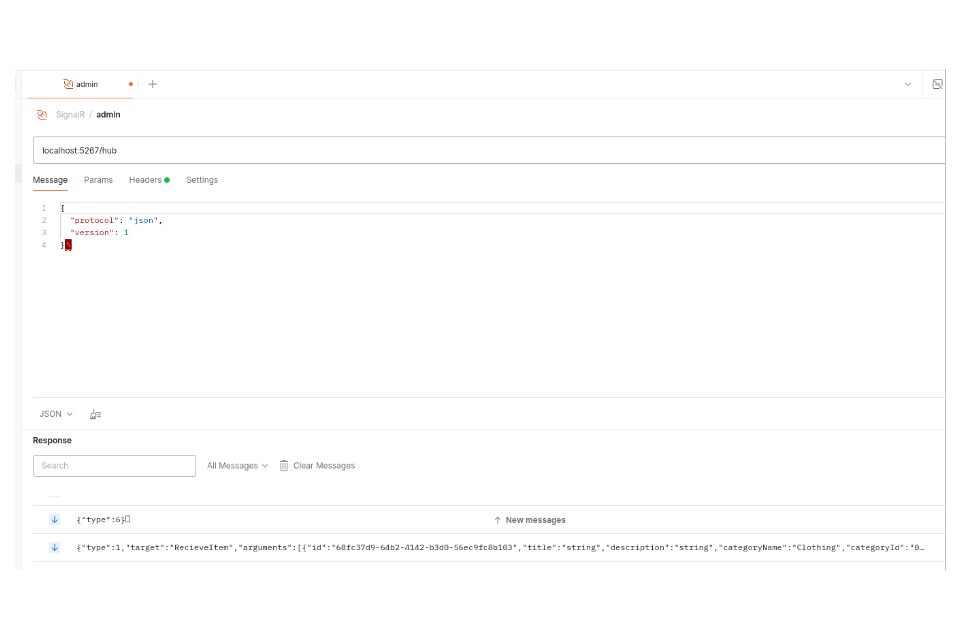 admin
SignalR / admin
localhost:5267/hub
Message Params Headers Settings
1 {
2 "protocol": "json",
3 "version": 1
4 }
JSON
Response
Search All Messages Clear Messages
{"type":6} New messages
{"type":1,"target":"RecieveItem","arguments":[{"id":"68fc37d9-64b2-4142-b3d0-56ec9fc8b103","title":"string","description":"string","categoryName":"Clothing","categoryId":"0…